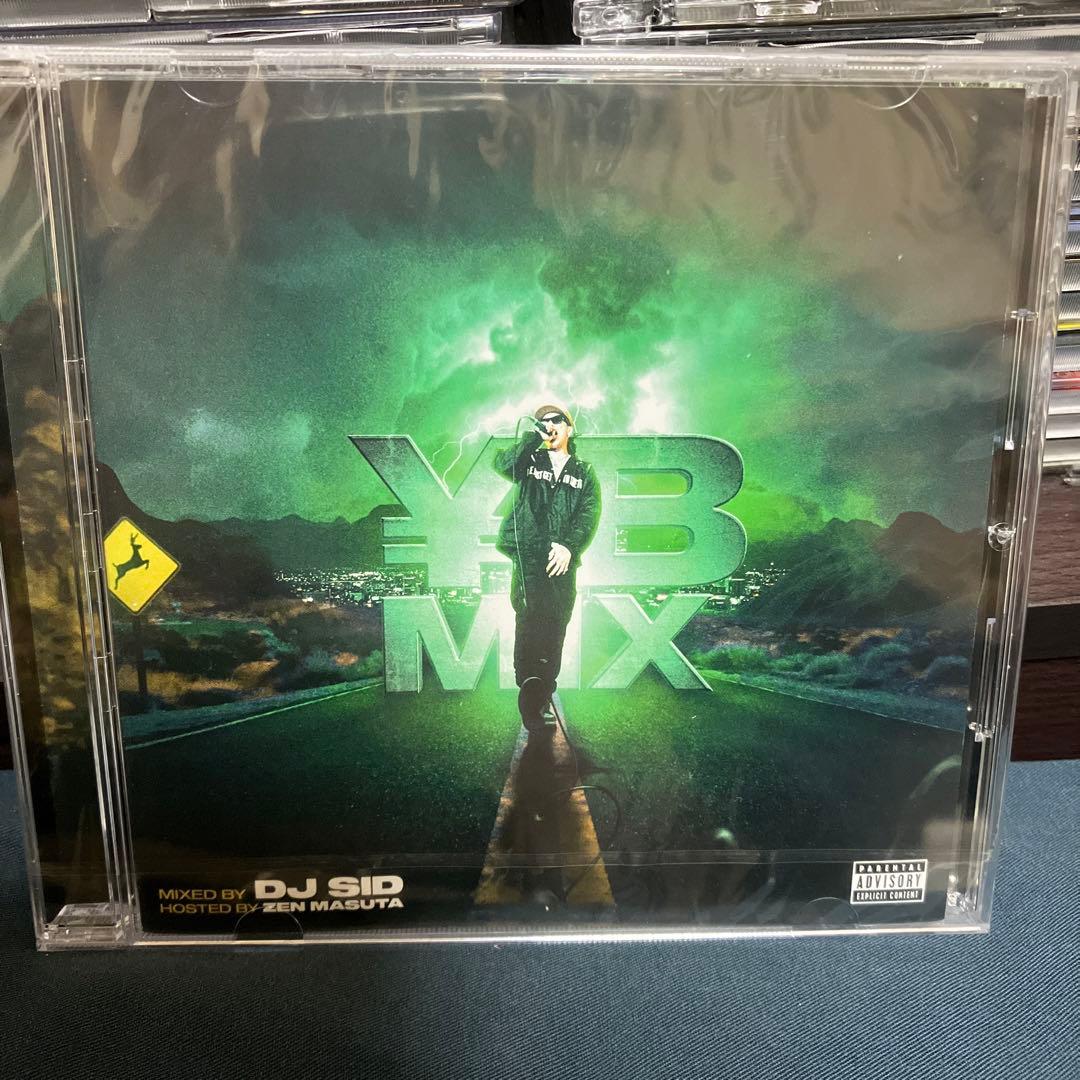 ¥B
MIX
MIXED BY DJ SID
HOSTED BY ZEN MASUTA
PARENTAL
ADVISORY
EXPLICIT CONTENT